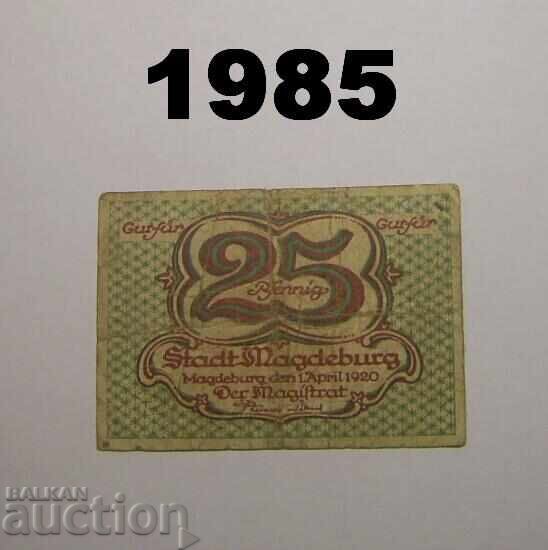 1985
Gut für
Gut für
25
Pfennig
Stadt Magdeburg
Magdeburg den 1. April 1920
Der Magistrat
BALKAN
auction